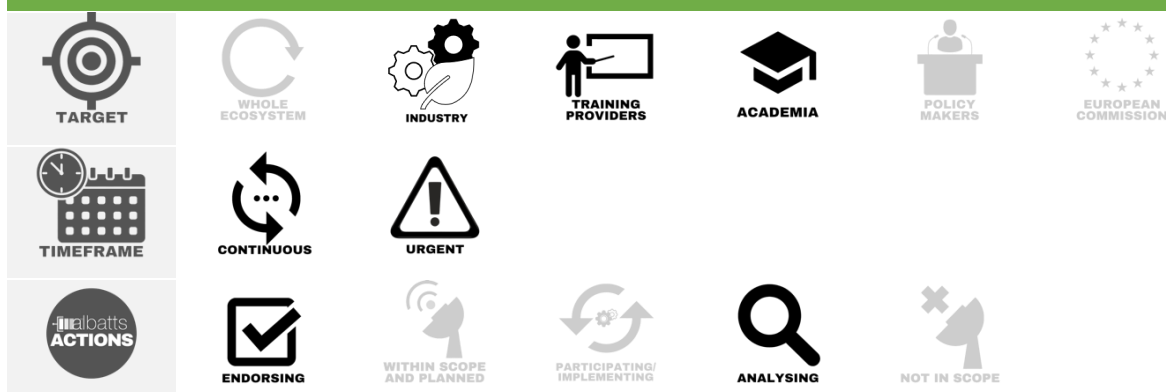 TARGET
WHOLE
ECOSYSTEM
INDUSTRY
TRAINING
PROVIDERS
ACADEMIA
POLICY
MAKERS
EUROPEAN
COMMISSION
TIMEFRAME
CONTINUOUS
URGENT
albatts
ACTIONS
ENDORSING
WITHIN SCOPE
AND PLANNED
PARTICIPATING/
IMPLEMENTING
ANALYSING
NOT IN SCOPE